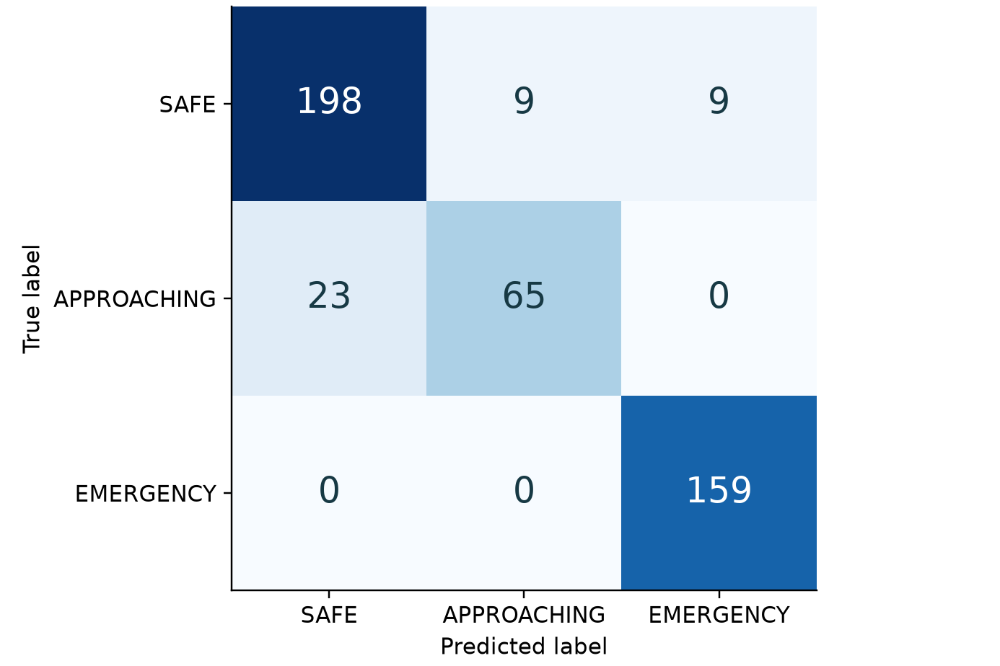 198 9 9
SAFE
True label
23 65 0
APPROACHING
0 0 159
EMERGENCY
SAFE APPROACHING EMERGENCY
Predicted label